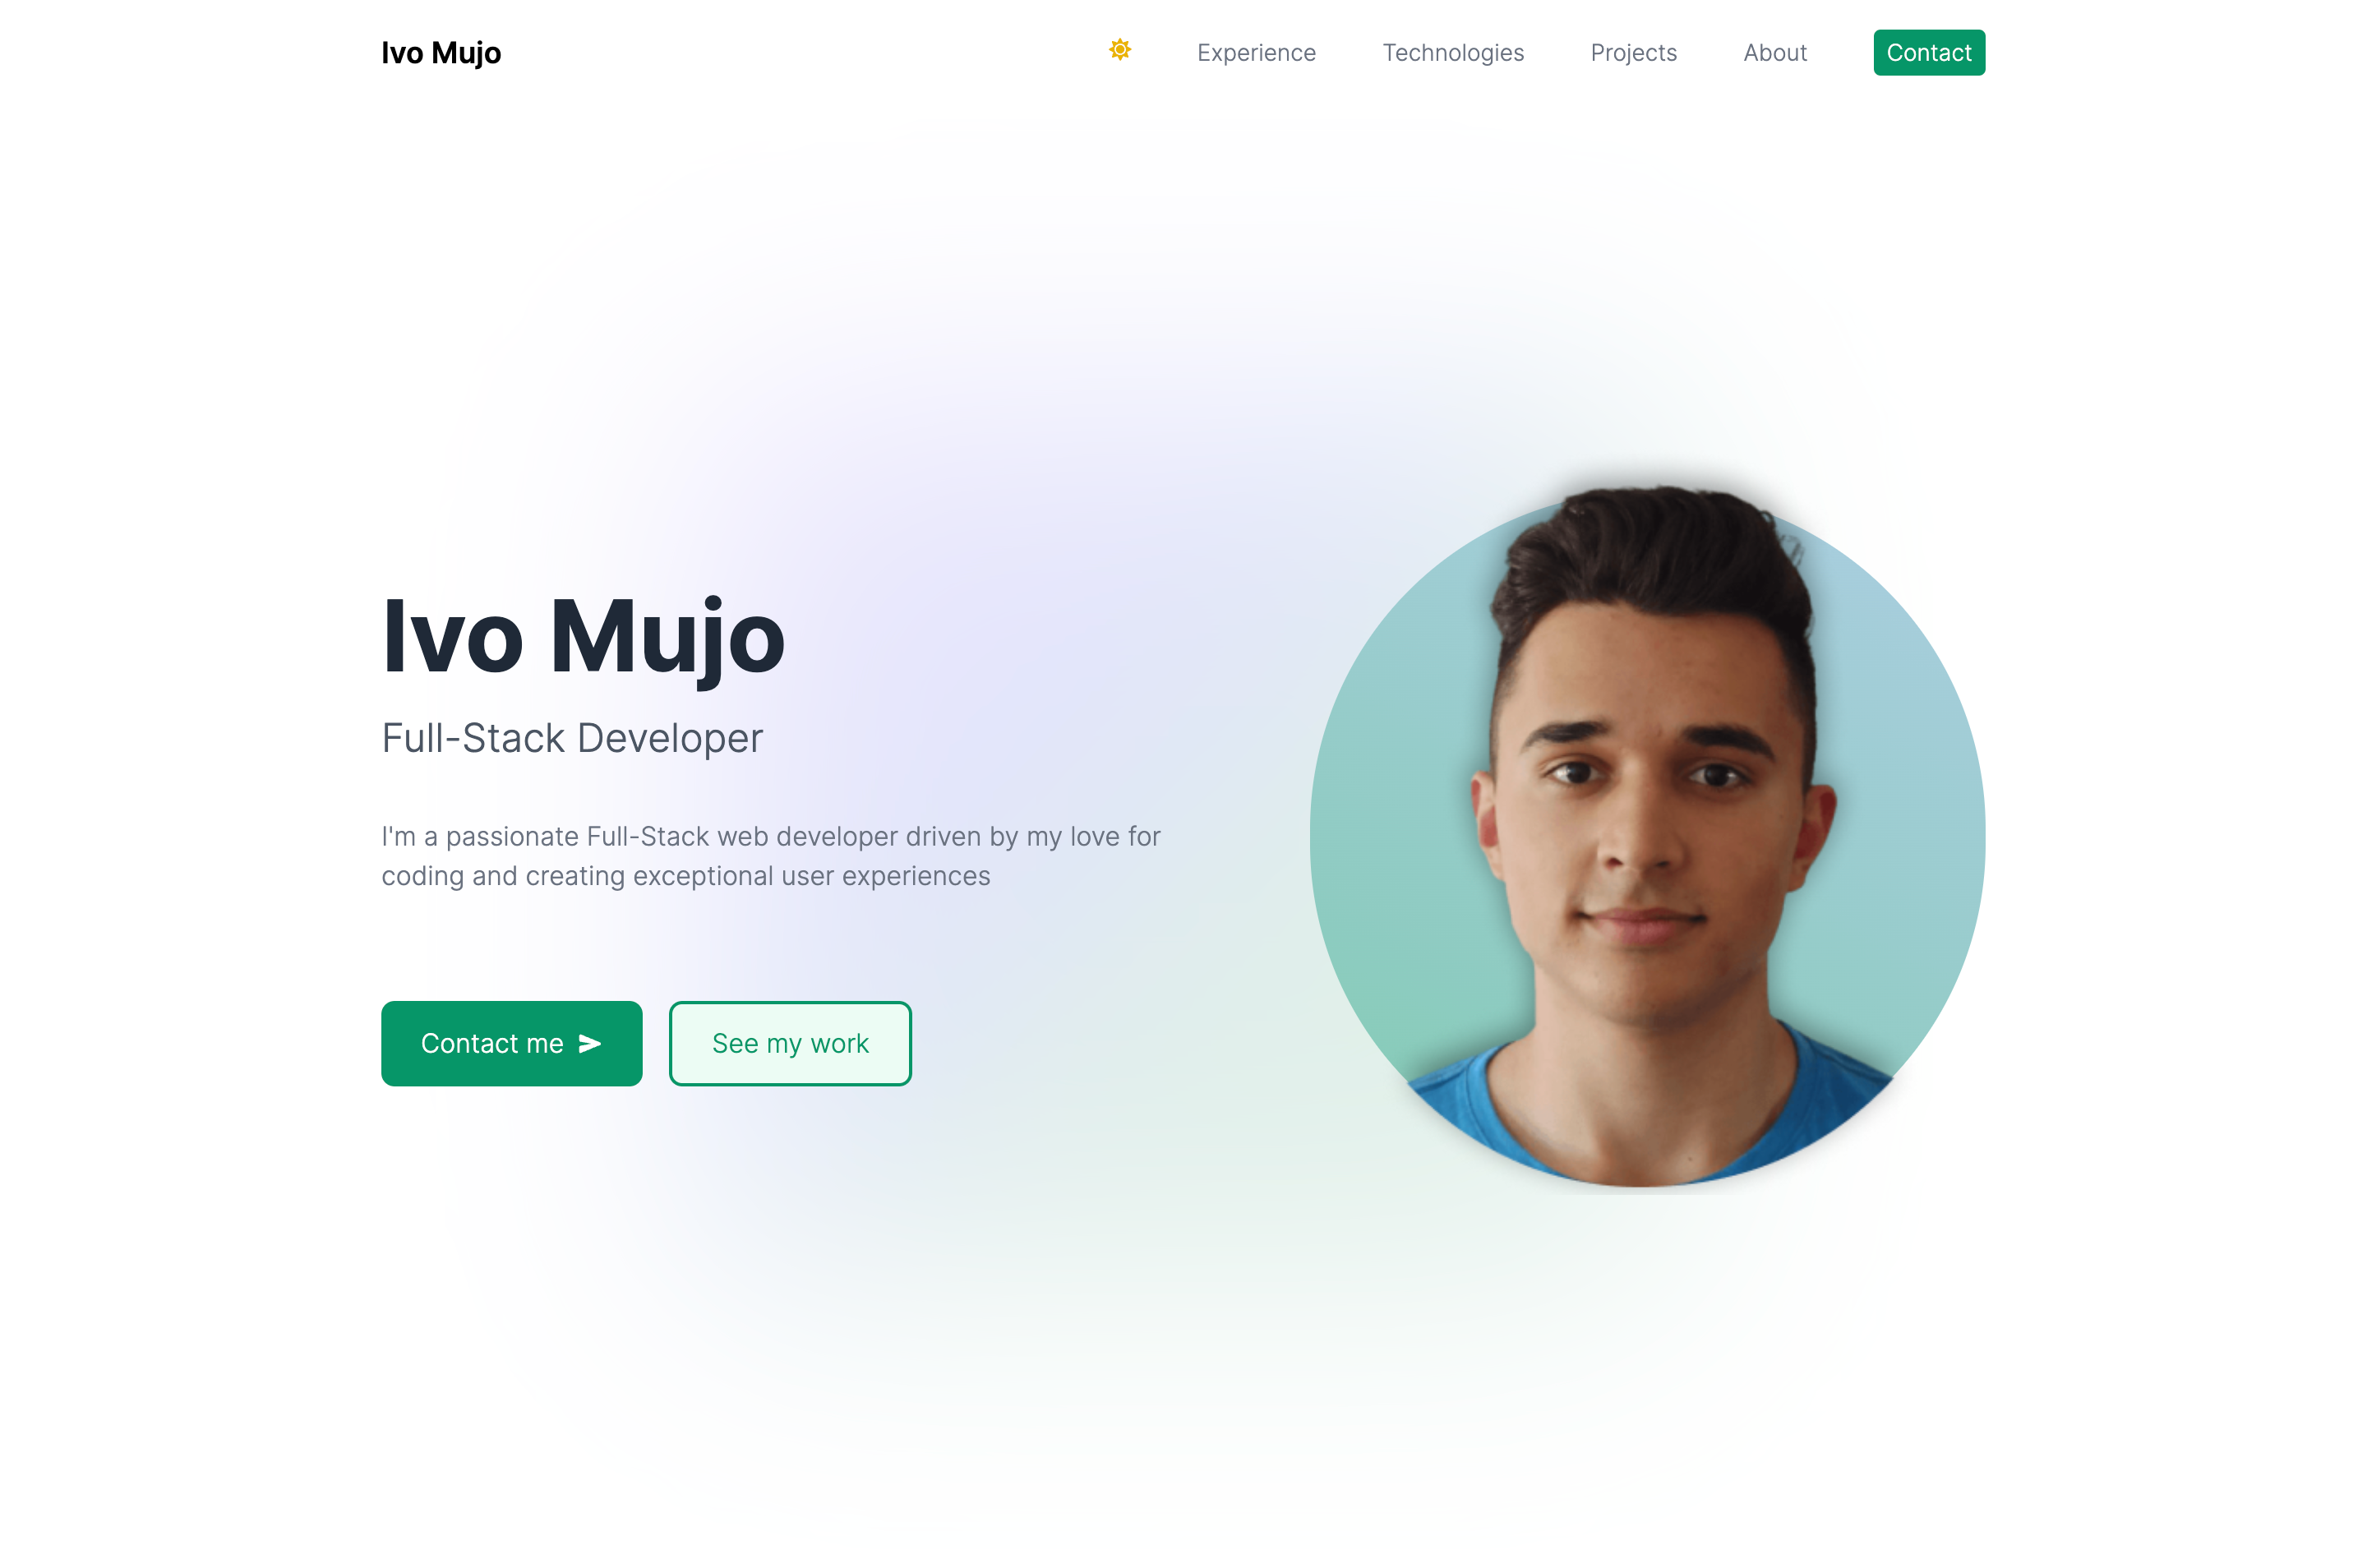 Ivo Mujo
Experience
Technologies
Projects
About
Contact
Ivo Mujo
Full-Stack Developer
I'm a passionate Full-Stack web developer driven by my love for
coding and creating exceptional user experiences
Contact me
See my work